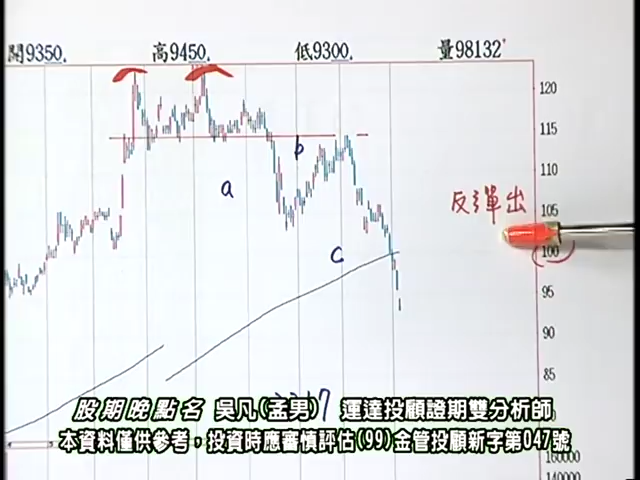 開9350. 高9450. 低9300. 量98132
120
115
110
105
100
95
90
85
160000
140000
a
b
c
反彈出
股期晚點名 吳凡(孟男) 運達投顧證期雙分析師
本資料僅供參考，投資時應審慎評估(99)金管投顧新字第047號